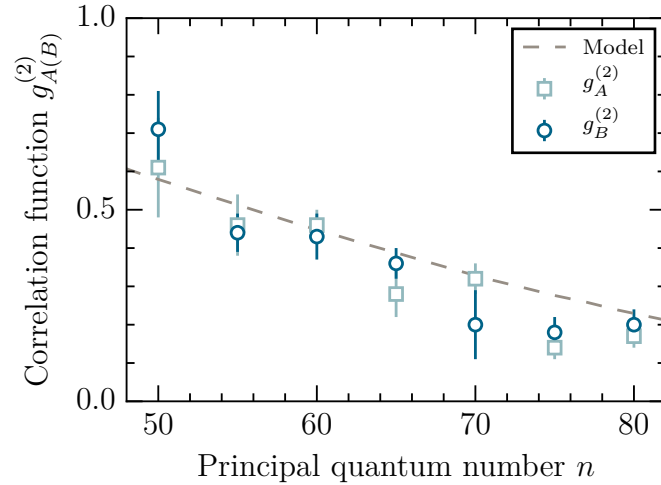 Correlation function $g^{(2)}_{A(B)}$
1.0
0.5
0.0
50
60
70
80
Principal quantum number $n$
Model
$g^{(2)}_{A}$
$g^{(2)}_{B}$